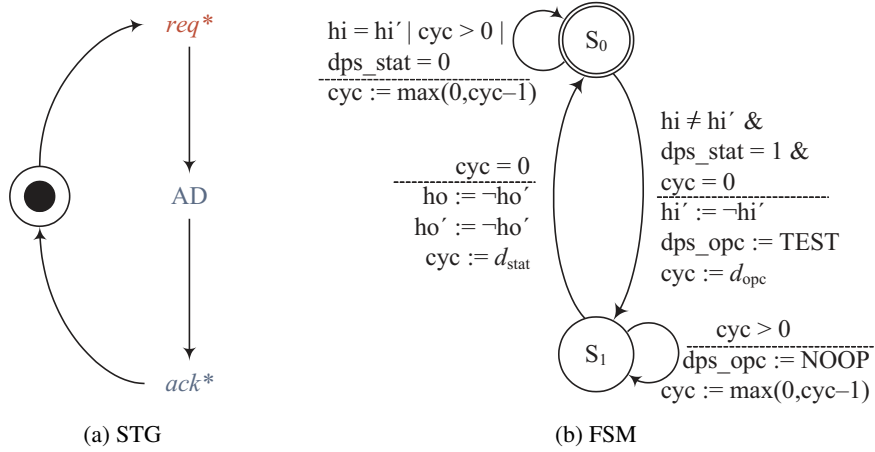 req*
AD
ack*
(a) STG
hi = hi´ | cyc > 0 |
dps_stat = 0
cyc := max(0,cyc–1)
S0
hi ≠ hi´ &
dps_stat = 1 &
cyc = 0
hi´ := ¬hi´
dps_opc := TEST
cyc := dopc
cyc = 0
ho := ¬ho´
ho´ := ¬ho´
cyc := dstat
S1
cyc > 0
dps_opc := NOOP
cyc := max(0,cyc–1)
(b) FSM